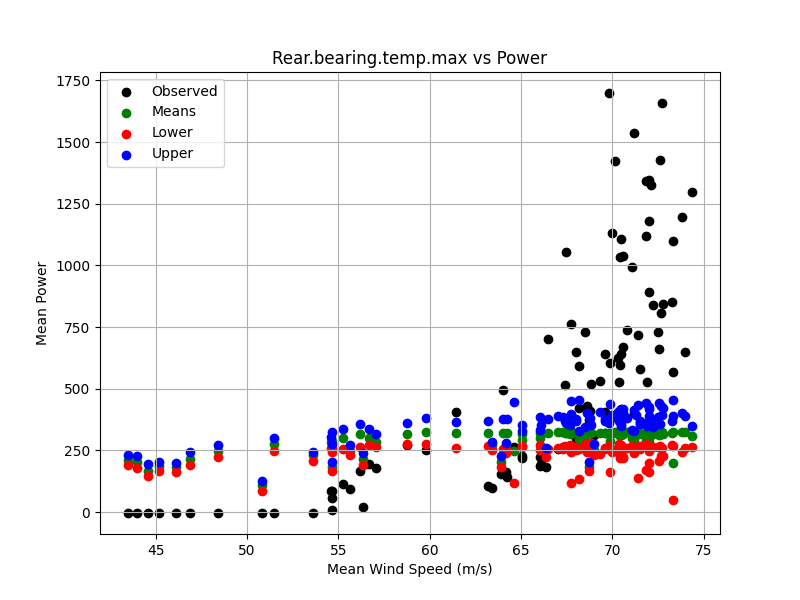 Rear.bearing.temp.max vs Power
1750
1500
1250
1000
750
500
250
0
Mean Power
Observed
Means
Lower
Upper
45 50 55 60 65 70 75
Mean Wind Speed (m/s)